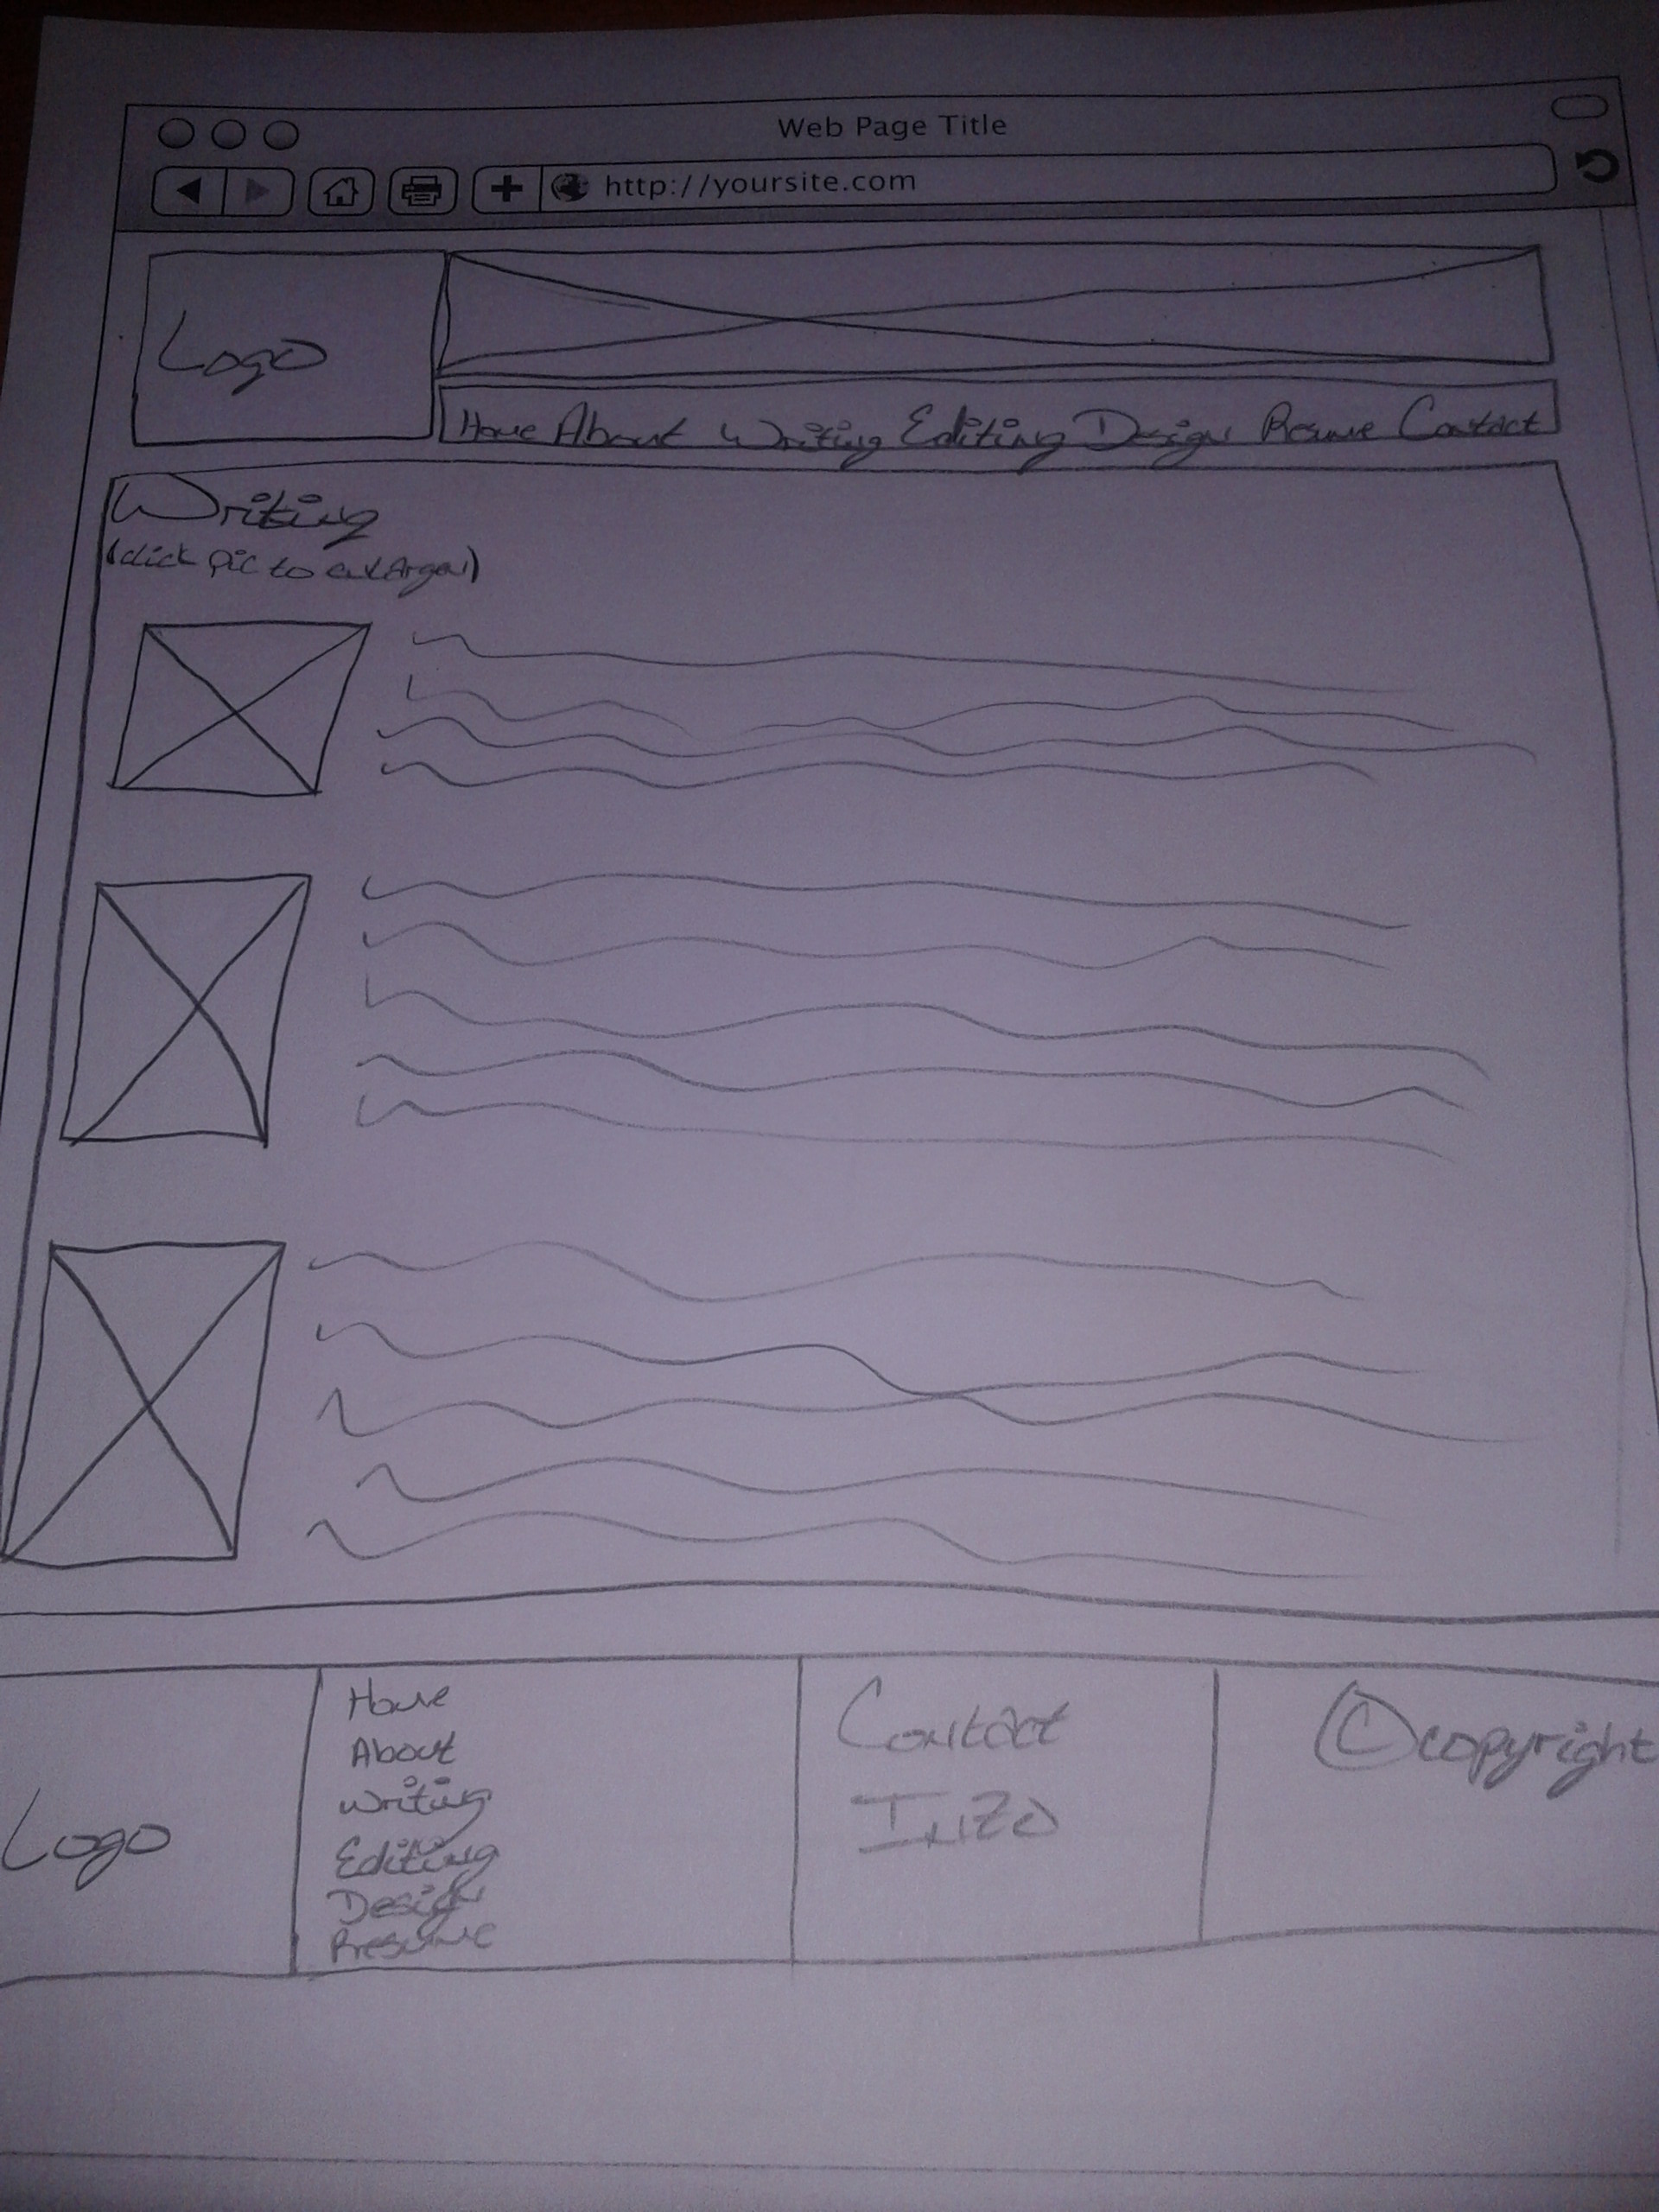 Web Page Title
http://yoursite.com
Logo
Home About Writing Editing Design Resume Contact
Writing
(click pic to enlarge)
Home
About
Writing
Editing
Design
Resume
Logo
Contact
Info
© copyright